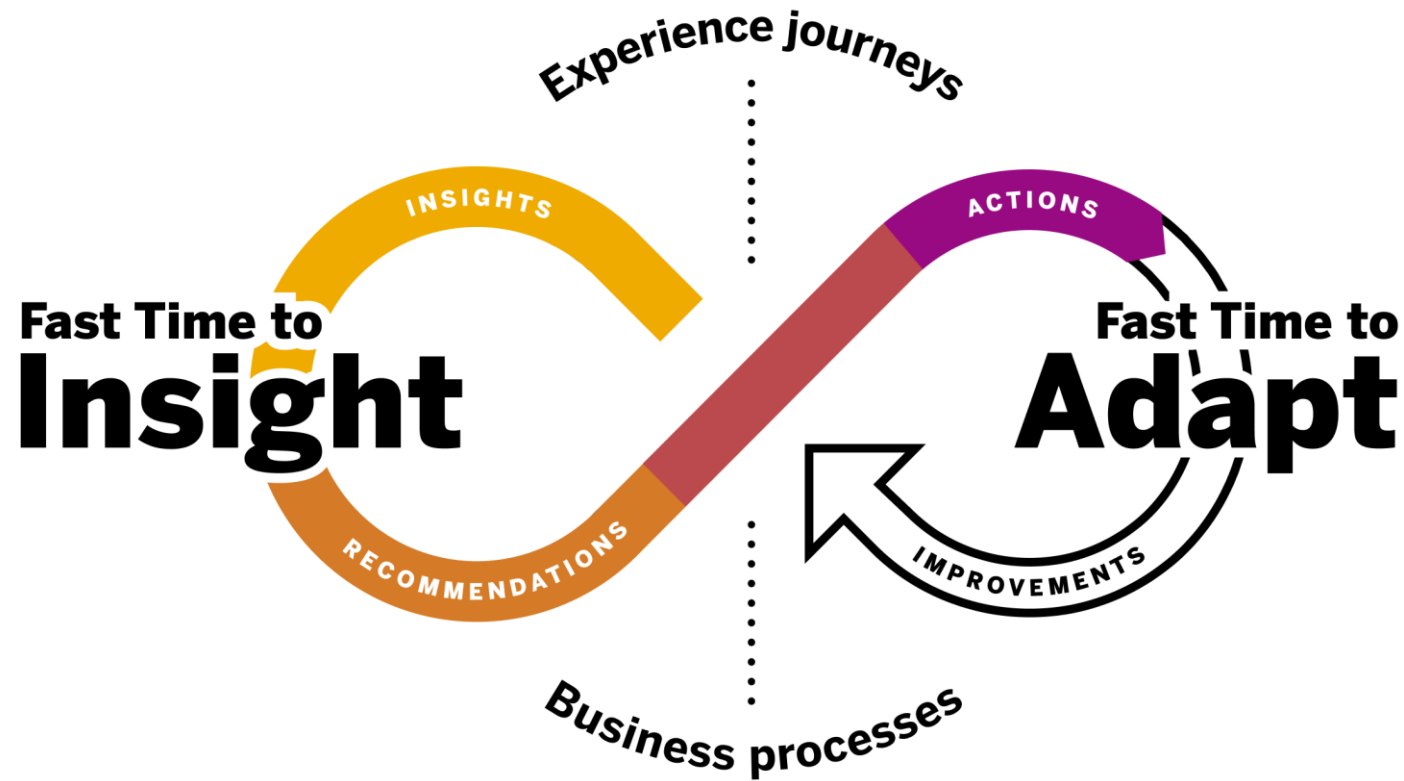 Experience journeys
INSIGHTS
ACTIONS
Fast Time to
Insight
Fast Time to
Adapt
RECOMMENDATIONS
IMPROVEMENTS
Business processes